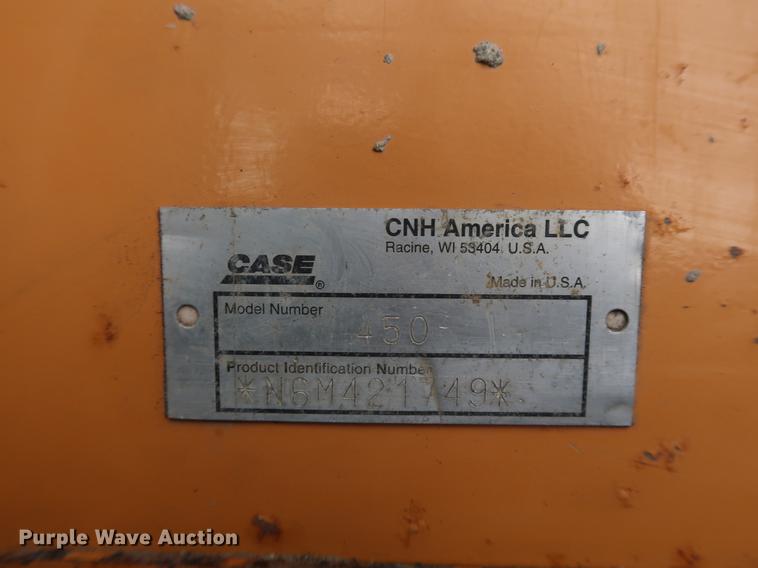 CNH America LLC
Racine, WI 53404 U.S.A.
CASE
®
Made in U.S.A.
Model Number
450
Product Identification Number
*N6M421749*
Purple Wave Auction